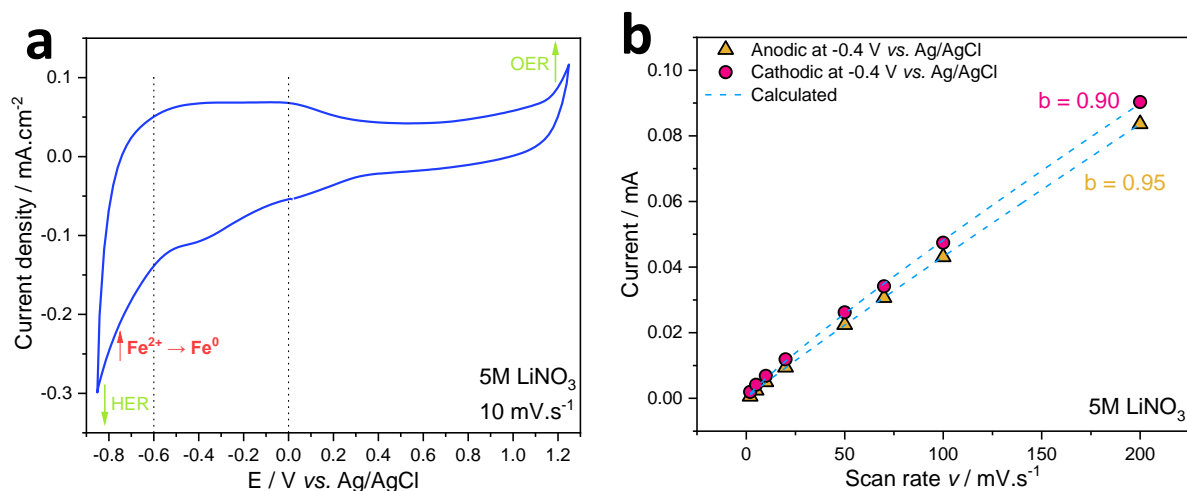 a
Current density / mA.cm⁻²
0.1
0.0
-0.1
-0.2
-0.3
OER
Fe²⁺ → Fe⁰
HER
5M LiNO₃
10 mV.s⁻¹
-0.8 -0.6 -0.4 -0.2 0.0 0.2 0.4 0.6 0.8 1.0 1.2
E / V vs. Ag/AgCl
b
Anodic at -0.4 V vs. Ag/AgCl
Cathodic at -0.4 V vs. Ag/AgCl
Calculated
Current / mA
0.10
0.08
0.06
0.04
0.02
0.00
b = 0.90
b = 0.95
5M LiNO₃
0 25 50 75 100 125 150 175 200
Scan rate v / mV.s⁻¹